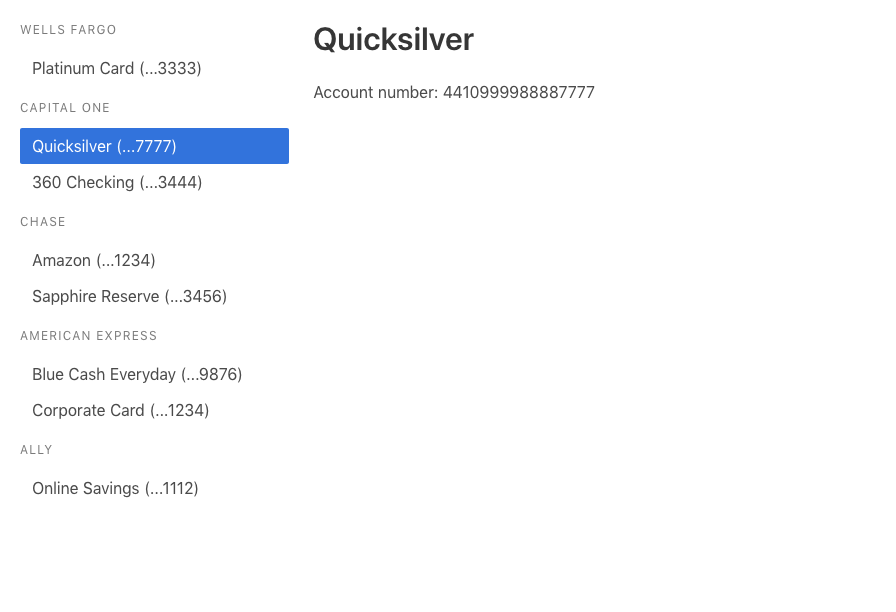 WELLS FARGO
Platinum Card (...3333)
CAPITAL ONE
Quicksilver (...7777)
360 Checking (...3444)
CHASE
Amazon (...1234)
Sapphire Reserve (...3456)
AMERICAN EXPRESS
Blue Cash Everyday (...9876)
Corporate Card (...1234)
ALLY
Online Savings (...1112)
Quicksilver
Account number: 4410999988887777